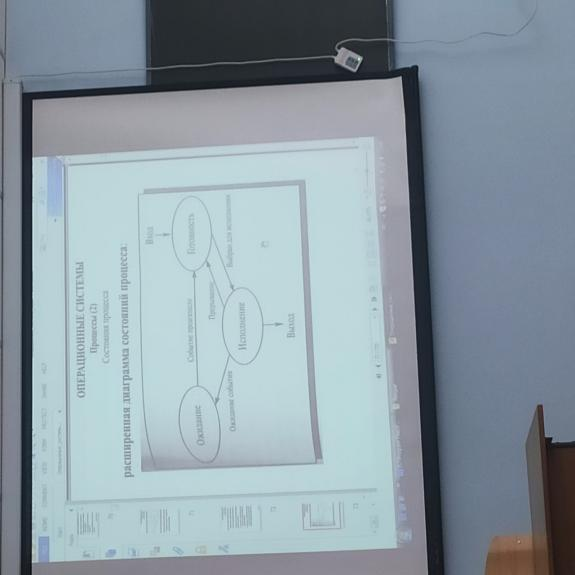 ОПЕРАЦИОННЫЕ СИСТЕМЫ
Процессы (2)
Состояния процесса
расширенная диаграмма состояний процесса:
Вход
Готовность
Событие произошло
Прерывание
Выбран для исполнения
Ожидание
Исполнение
Ожидание события
Выход